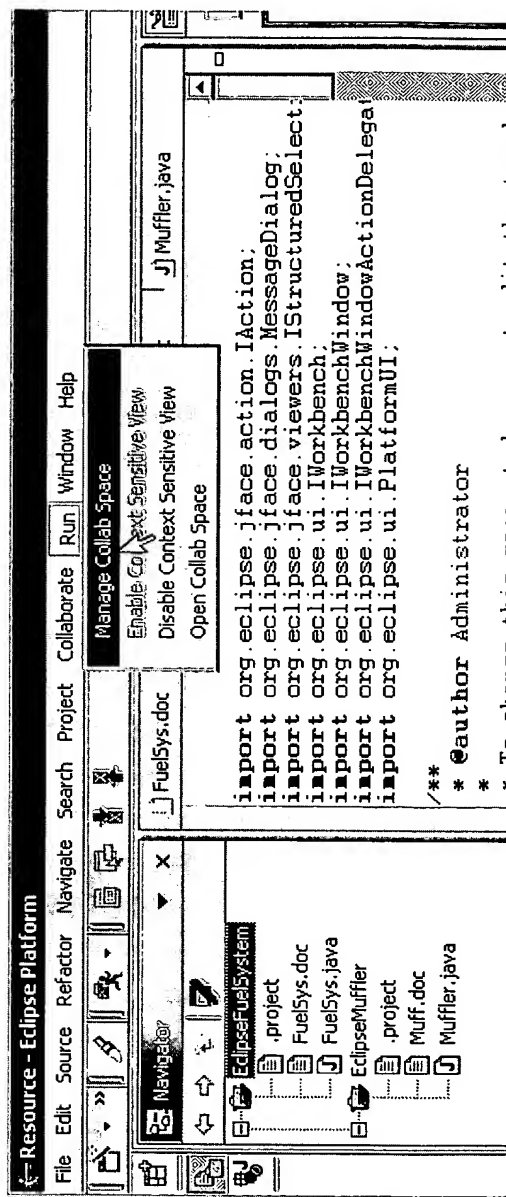 Resource - Eclipse Platform
File Edit Source Refactor Navigate Search Project Collaborate Run Window Help
Manage Collab Space
Enable Context Sensitive View
Disable Context Sensitive View
Open Collab Space
Navigator
FuelSys.doc
J Muffler.java
EclipseFuelSystem
.project
FuelSys.doc
J FuelSys.java
EclipseMuffler
.project
Muff.doc
J Muffler.java
import org.eclipse.jface.action.IAction;
import org.eclipse.jface.dialogs.MessageDialog;
import org.eclipse.jface.viewers.IStructuredSelect
import org.eclipse.ui.IWorkbench;
import org.eclipse.ui.IWorkbenchWindow;
import org.eclipse.ui.IWorkbenchWindowActionDelegat
import org.eclipse.ui.PlatformUI;
/**
* @author Administrator
*